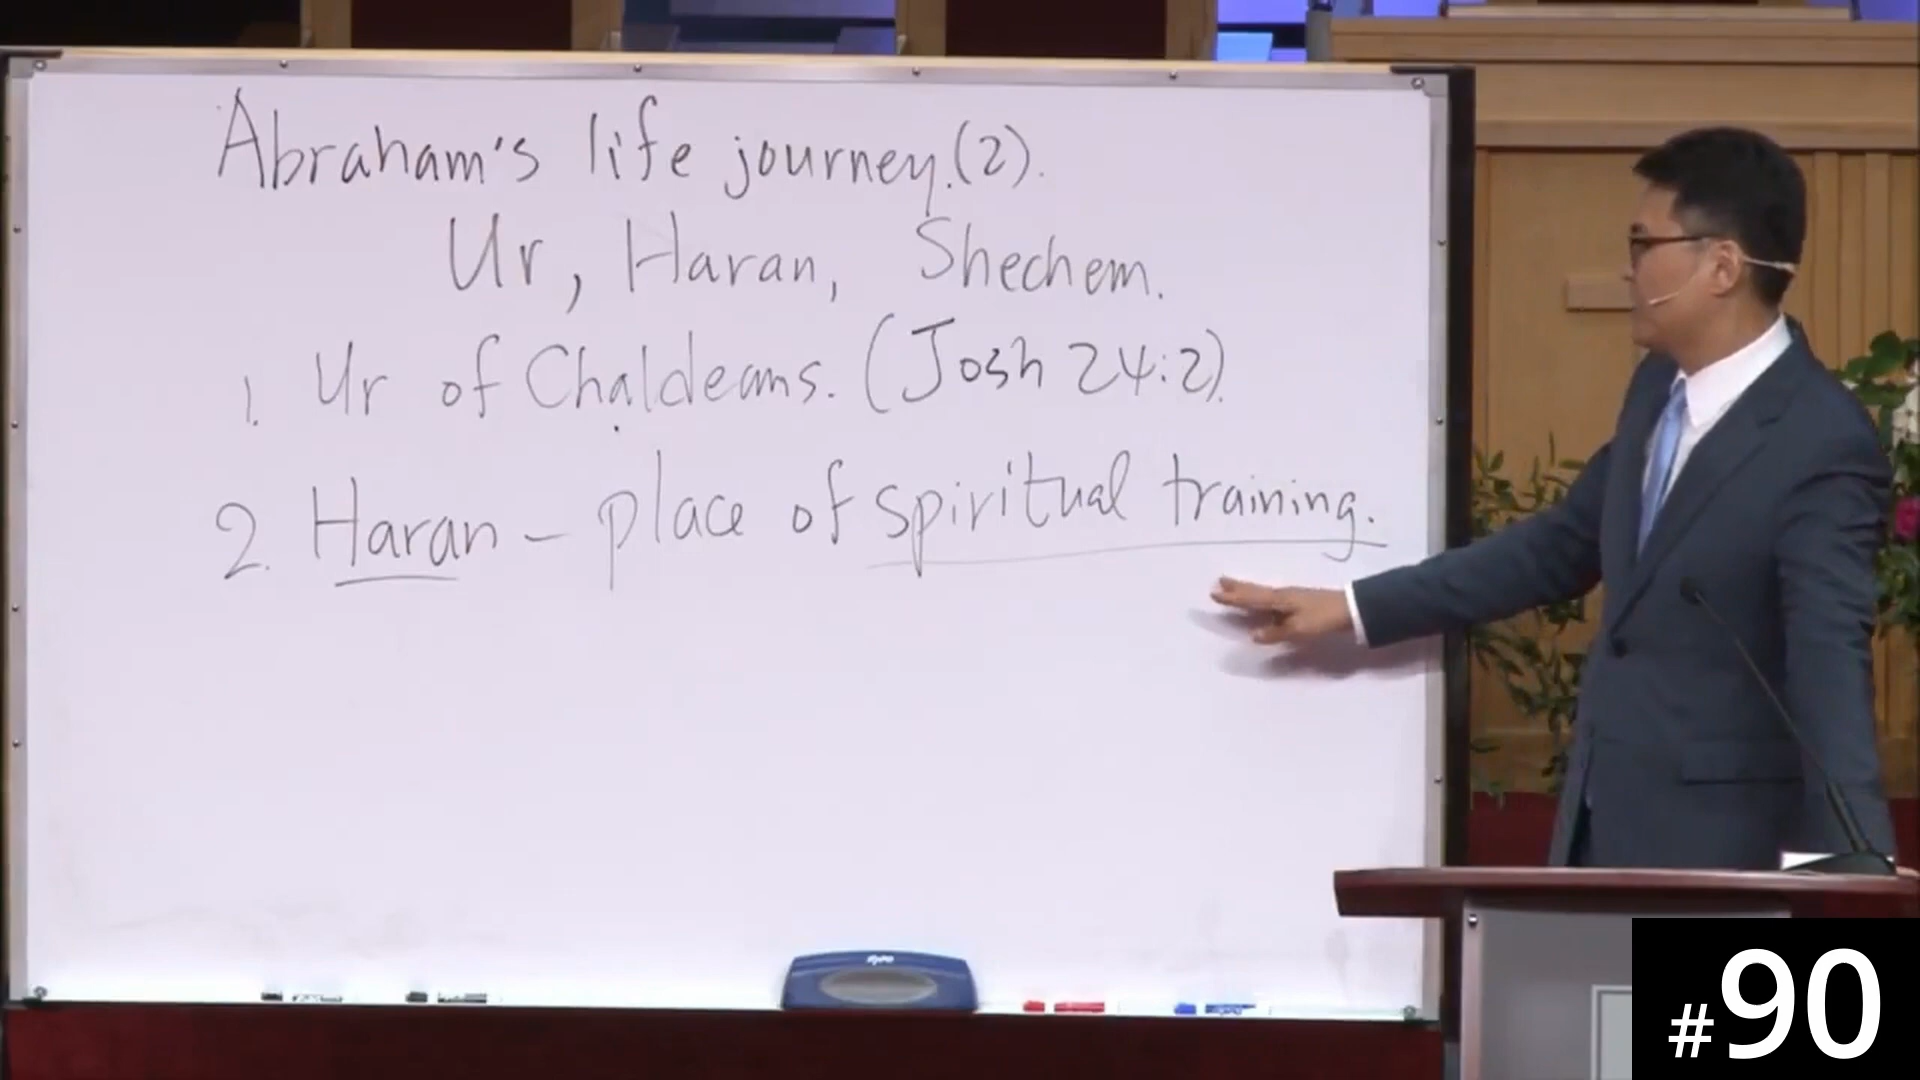 Abraham's life journey.(2).
Ur, Haran, Shechem.
1. Ur of Chaldeans. (Josh 24:2).
2. Haran - place of spiritual training.
expo
#90